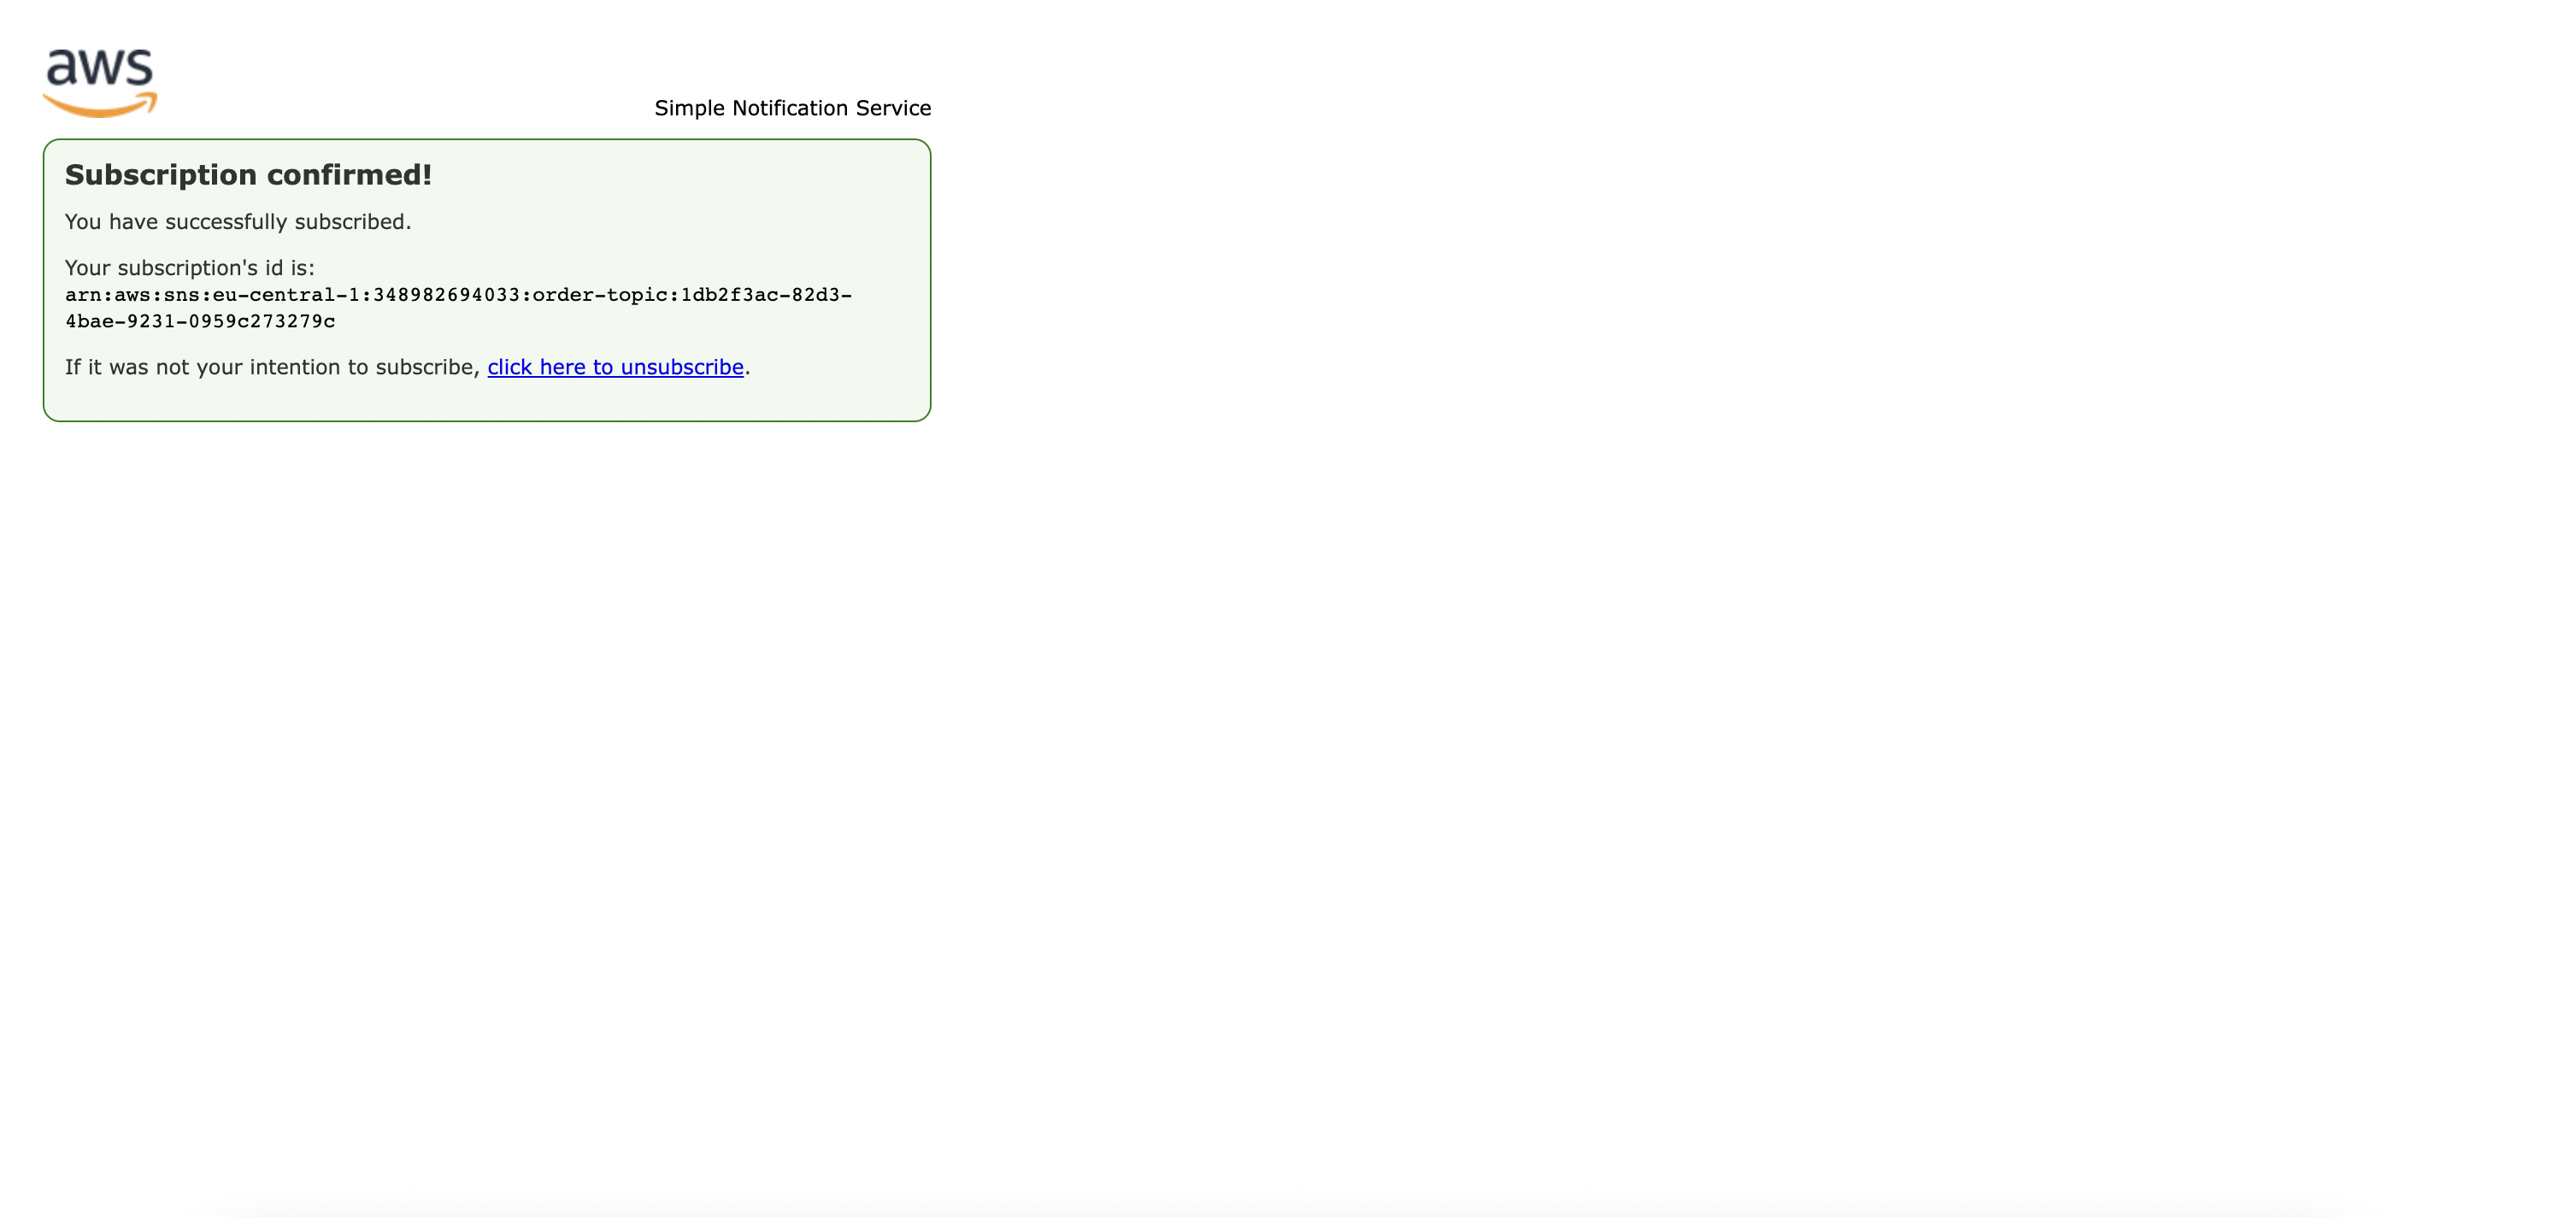 aws
Simple Notification Service
Subscription confirmed!
You have successfully subscribed.
Your subscription's id is:
arn:aws:sns:eu-central-1:348982694033:order-topic:1db2f3ac-82d3-
4bae-9231-0959c273279c
If it was not your intention to subscribe, click here to unsubscribe.